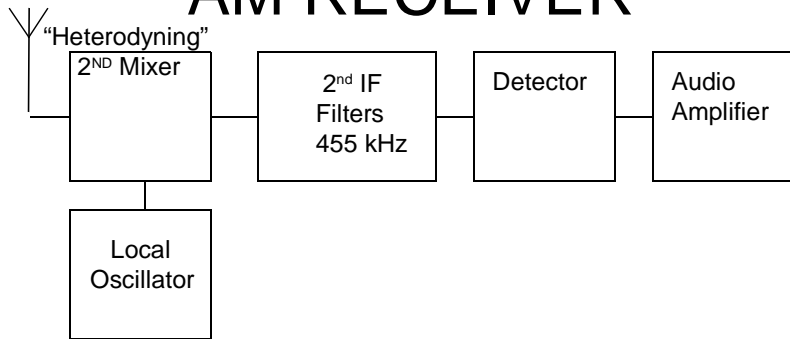 AM RECEIVER
“Heterodyning”
2ND Mixer
2nd IF
Filters
455 kHz
Detector
Audio
Amplifier
Local
Oscillator